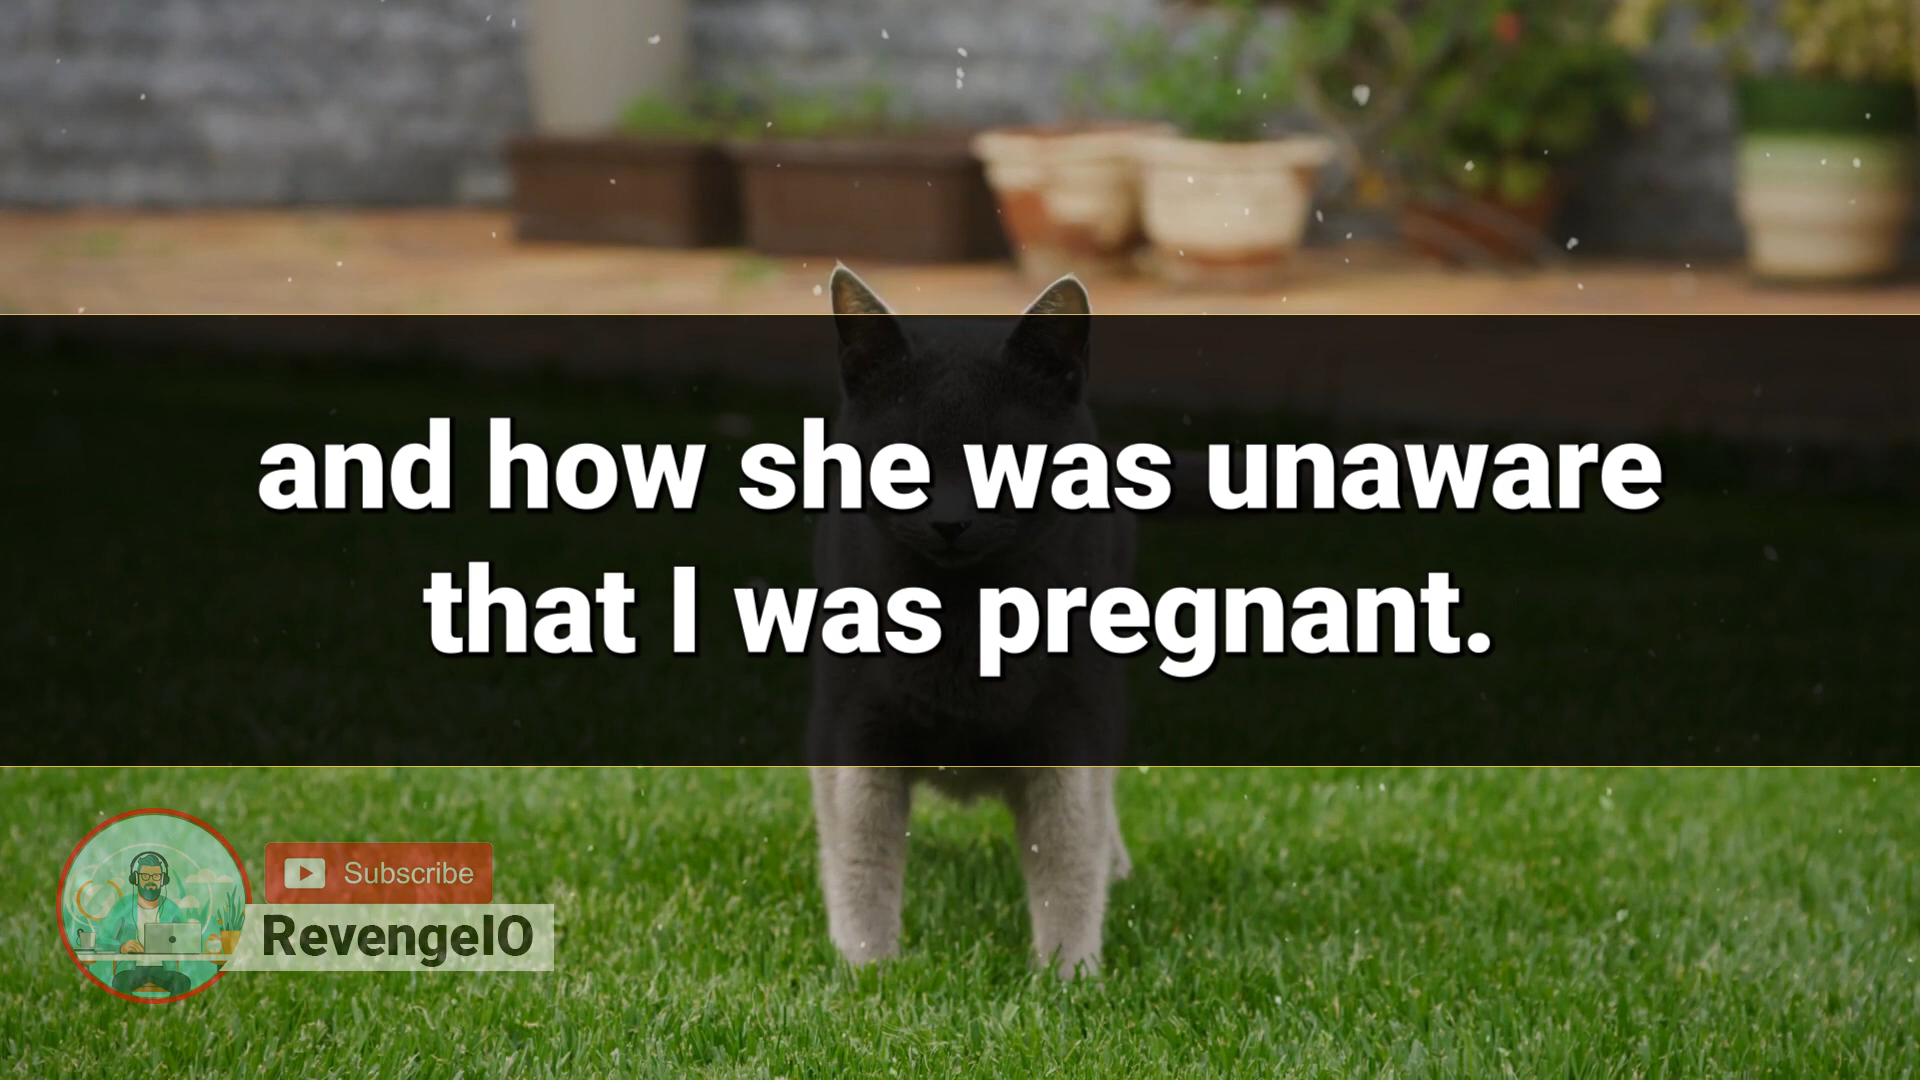 and how she was unaware
that I was pregnant.
Subscribe
RevengeIO